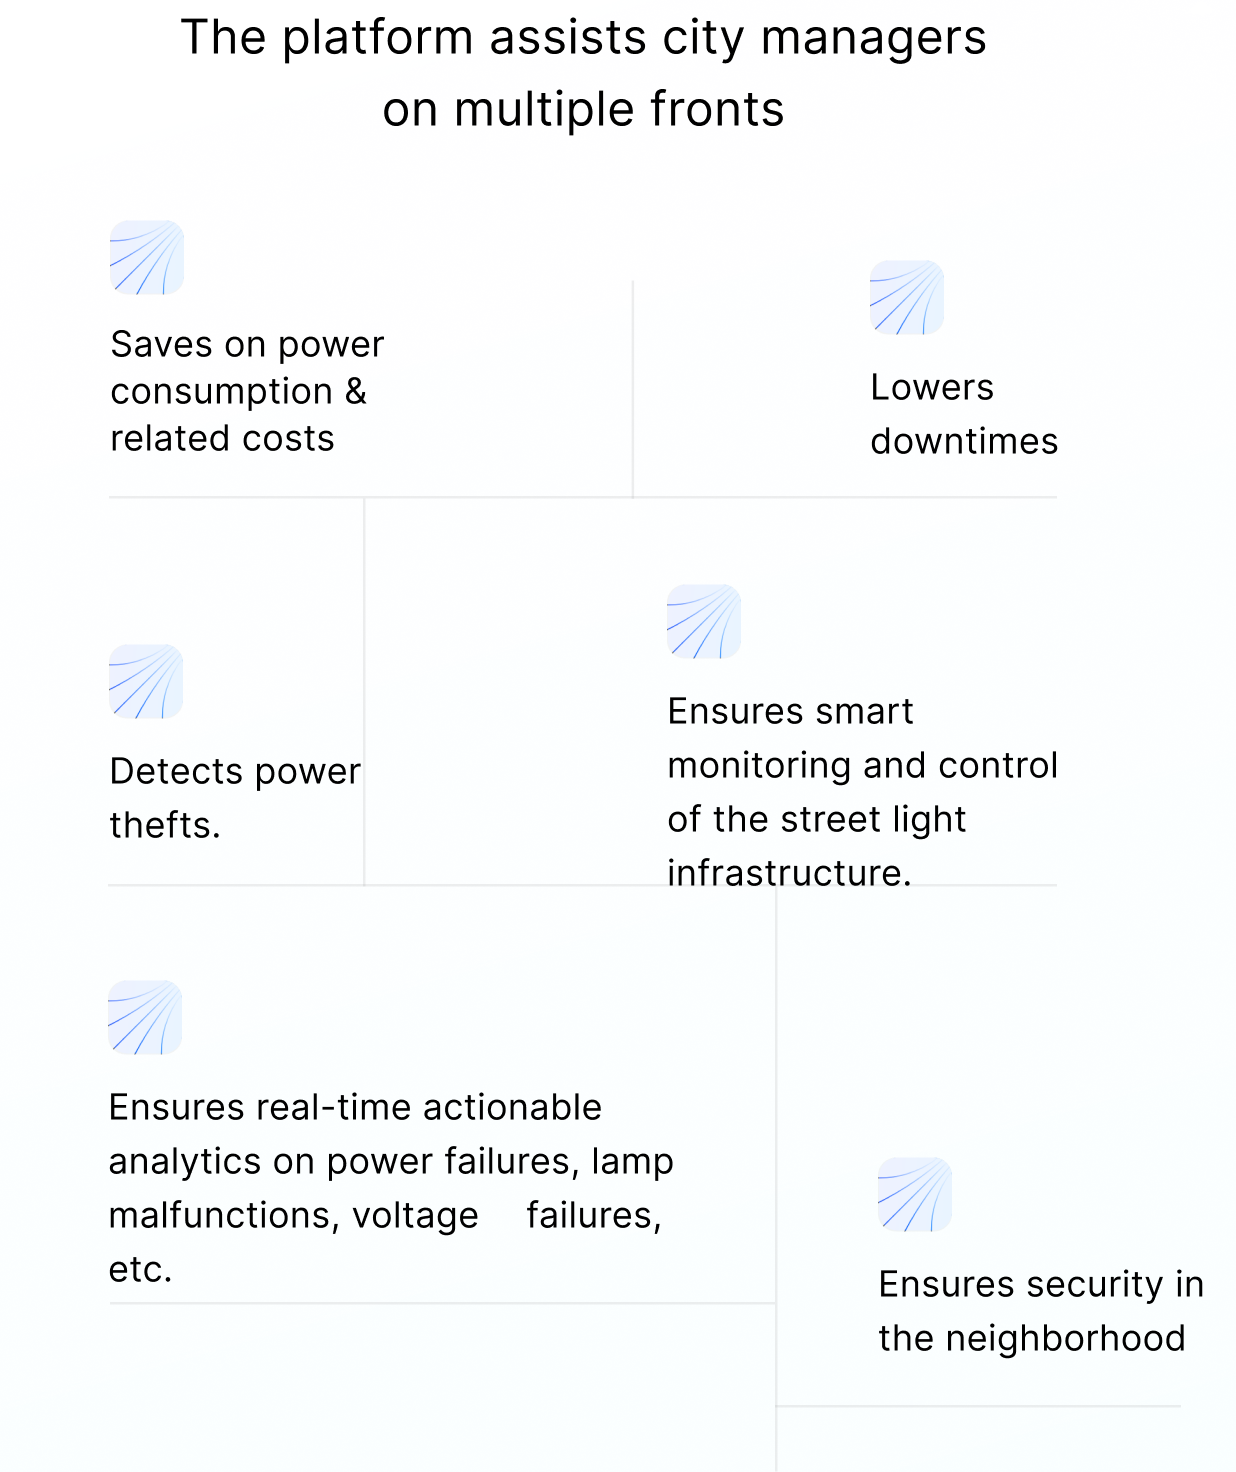 The platform assists city managers
on multiple fronts
Saves on power
consumption &
related costs
Lowers
downtimes
Detects power
thefts.
Ensures smart
monitoring and control
of the street light
infrastructure.
Ensures real-time actionable
analytics on power failures, lamp
malfunctions, voltage failures,
etc.
Ensures security in
the neighborhood